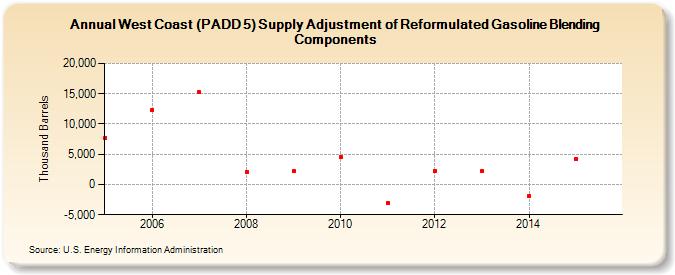 Annual West Coast (PADD 5) Supply Adjustment of Reformulated Gasoline Blending
Components
Thousand Barrels
20,000
15,000
10,000
5,000
0
-5,000
2006
2008
2010
2012
2014
Source: U.S. Energy Information Administration